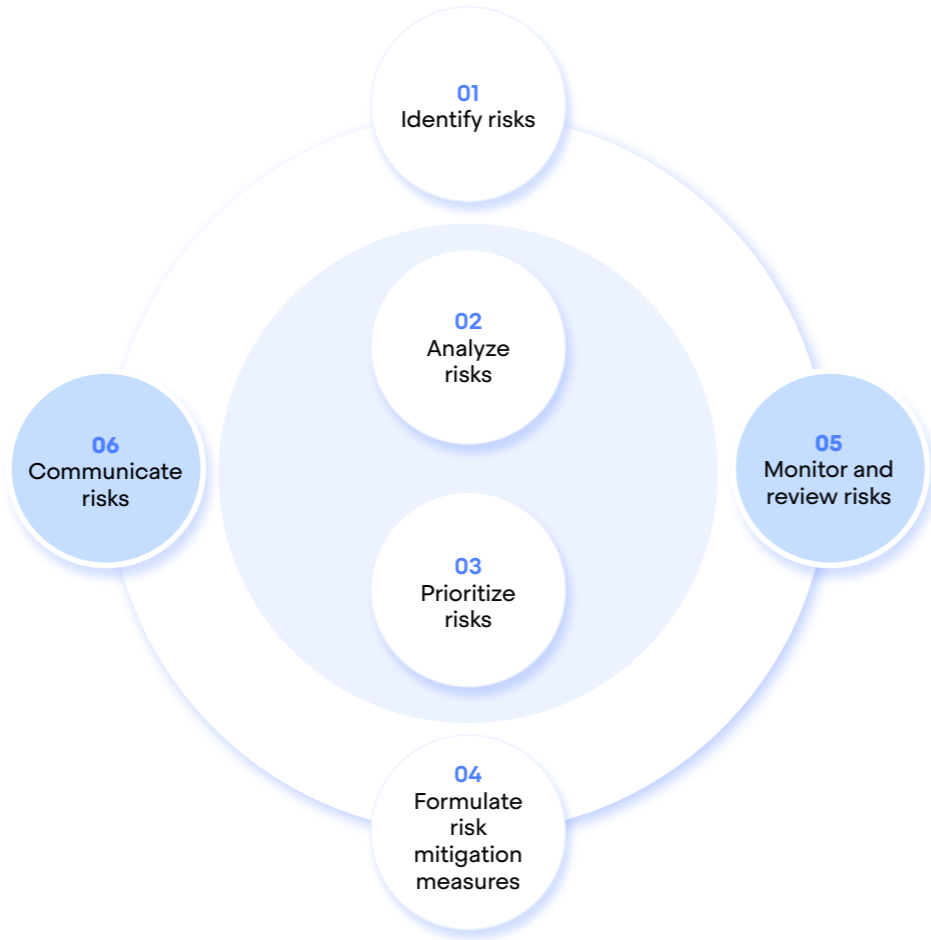 01
Identify risks
02
Analyze
risks
03
Prioritize
risks
04
Formulate
risk
mitigation
measures
05
Monitor and
review risks
06
Communicate
risks